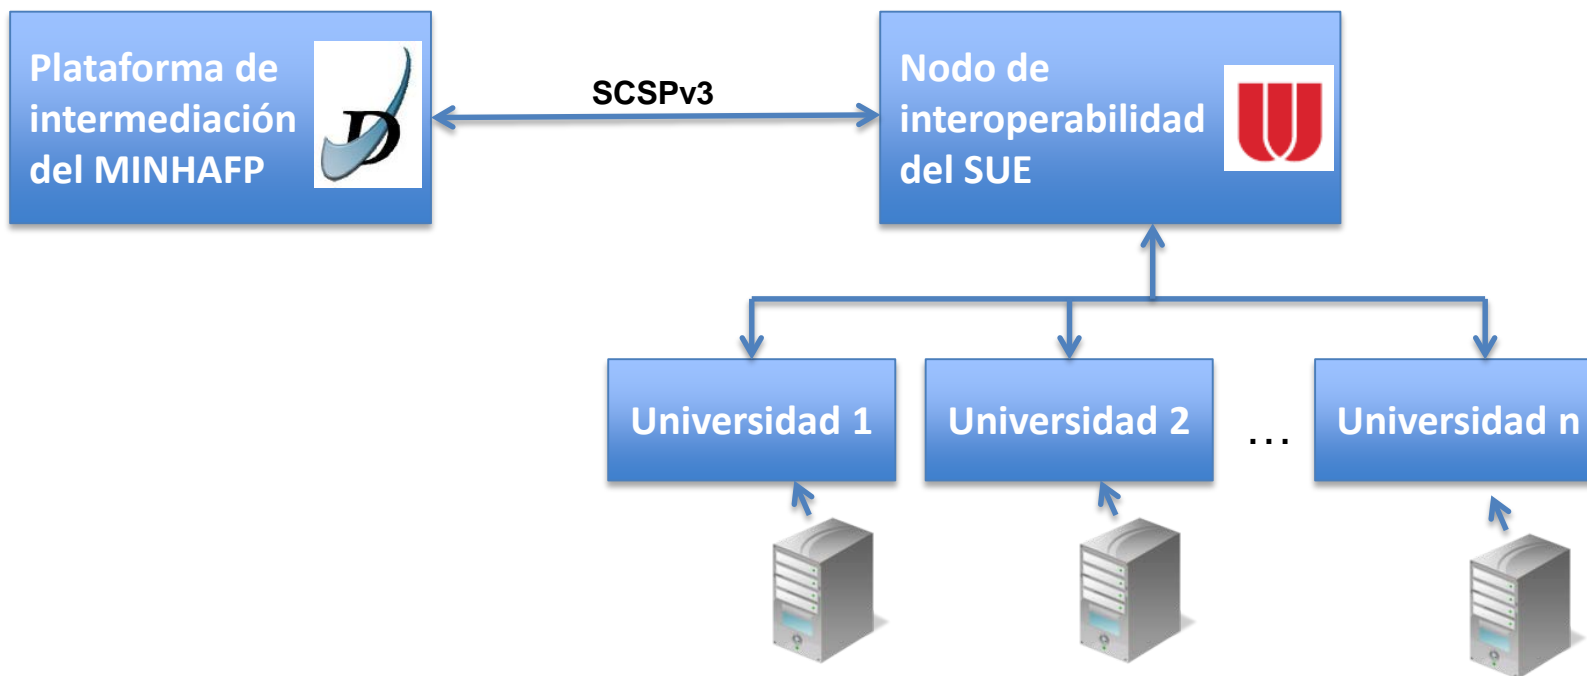 Plataforma de
intermediación
del MINHAFP
D
SCSPv3
Nodo de
interoperabilidad
del SUE
Universidad 1
Universidad 2
...
Universidad n